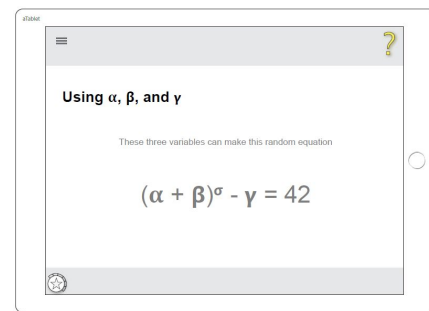 aTablet
?
Using α, β, and γ
These three variables can make this random equation
(α + β)σ - γ = 42